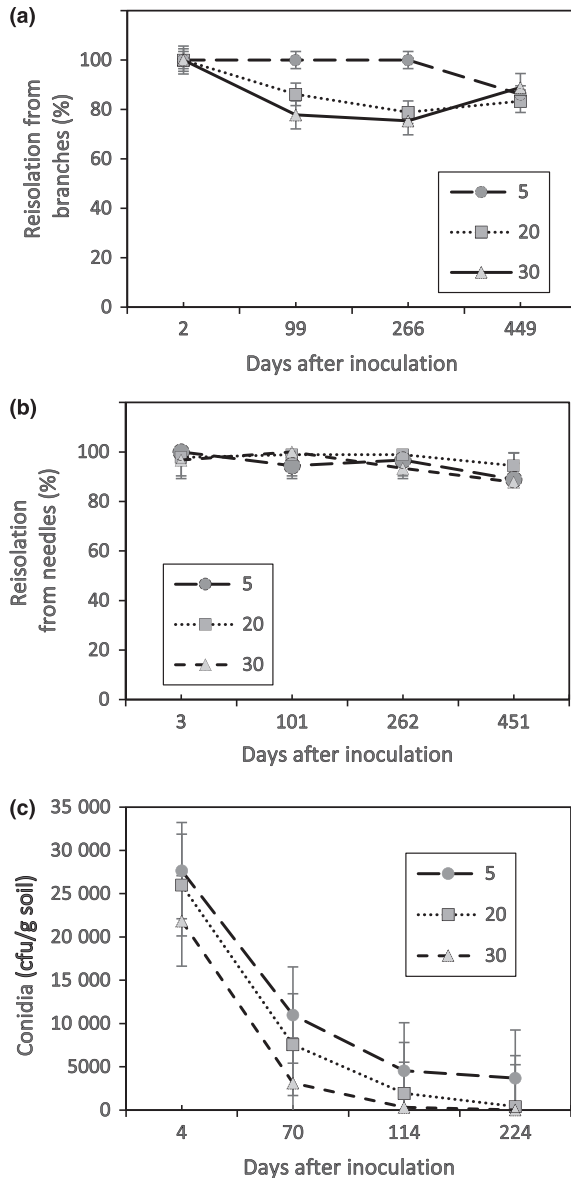 (a)
100
80
60
40
20
0
Reisolation from
branches (%)
5
20
30
2 99 266 449
Days after inoculation
(b)
100
80
60
40
20
0
Reisolation
from needles (%)
5
20
30
3 101 262 451
Days after inoculation
(c)
35 000
30 000
25 000
20 000
15 000
10 000
5000
0
Conidia (cfu/g soil)
5
20
30
4 70 114 224
Days after inoculation